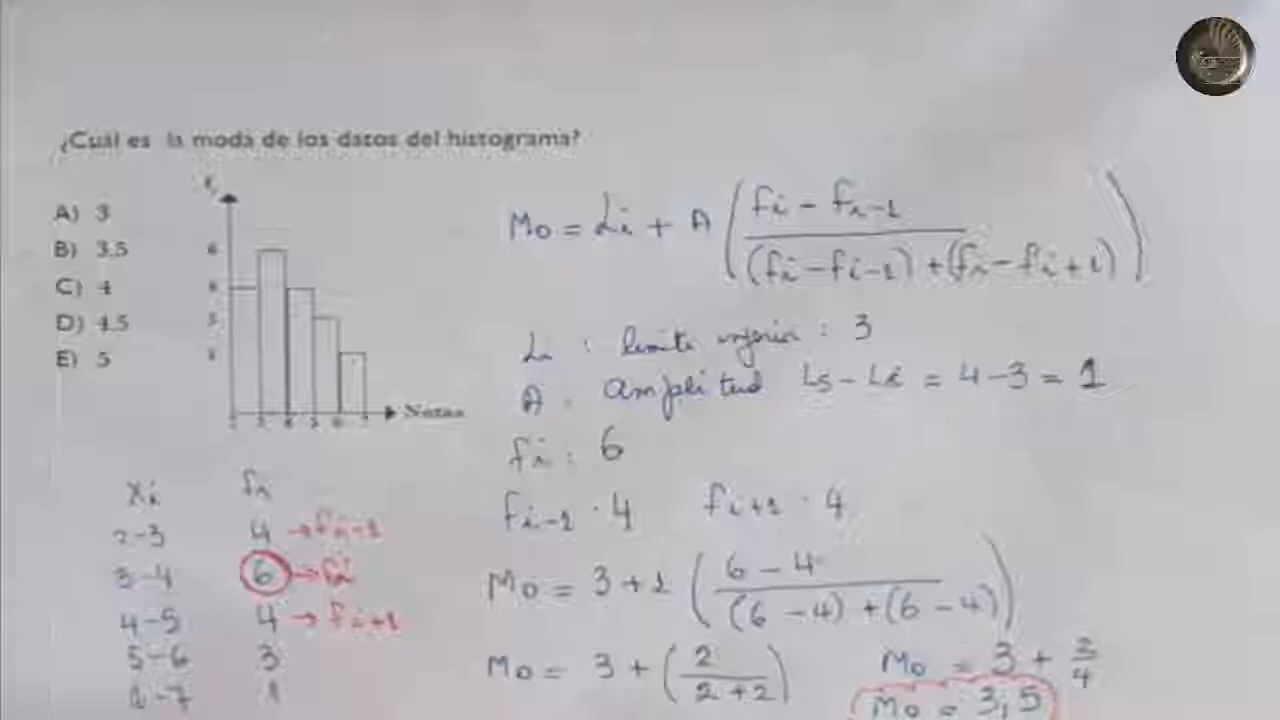 ¿Cuál es la moda de los datos del histograma?
A) 3
B) 3.5
C) 4
D) 4.5
E) 5
Notas
Mo = Li + A ( fi - fi-1 / (fi - fi-1) + (fi - fi+1) )
Li : limite inferior : 3
A : amplitud Ls - Li = 4 - 3 = 1
fi : 6
fi-1 : 4 fi+1 : 4
xi fi
2-3 4 → fi-1
3-4 6 → fi
4-5 4 → fi+1
5-6 3
Mo = 3 + 1 ( 6 - 4 / (6 - 4) + (6 - 4) )
Mo = 3 + ( 2 / 2 + 2 )
Mo = 3 + 2/4
Mo = 3,5